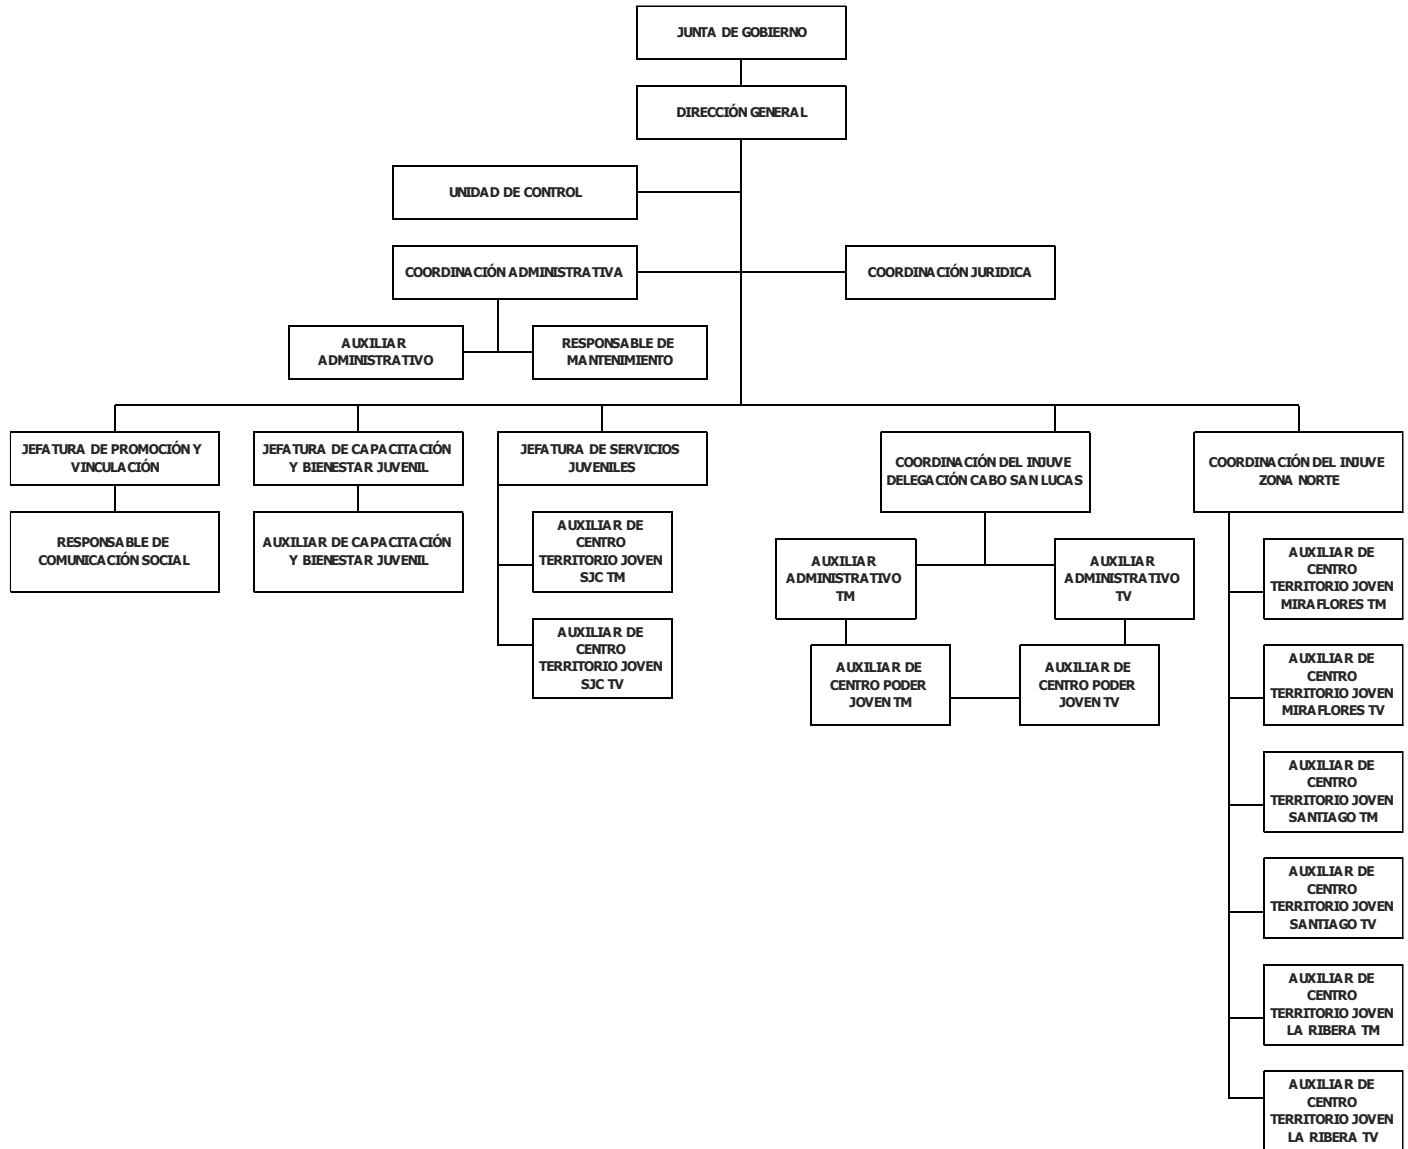 JUNTA DE GOBIERNO
DIRECCIÓN GENERAL
UNIDAD DE CONTROL
COORDINACIÓN ADMINISTRATIVA
COORDINACIÓN JURIDICA
AUXILIAR
ADMINISTRATIVO
RESPONSABLE DE
MANTENIMIENTO
JEFATURA DE PROMOCIÓN Y
VINCULACIÓN
JEFATURA DE CAPACITACIÓN
Y BIENESTAR JUVENIL
JEFATURA DE SERVICIOS
JUVENILES
COORDINACIÓN DEL INJUVE
DELEGACIÓN CABO SAN LUCAS
COORDINACIÓN DEL INJUVE
ZONA NORTE
RESPONSABLE DE
COMUNICACIÓN SOCIAL
AUXILIAR DE CAPACITACIÓN
Y BIENESTAR JUVENIL
AUXILIAR DE
CENTRO
TERRITORIO JOVEN
SJC TM
AUXILIAR DE
CENTRO
TERRITORIO JOVEN
SJC TV
AUXILIAR
ADMINISTRATIVO
TM
AUXILIAR
ADMINISTRATIVO
TV
AUXILIAR DE
CENTRO PODER
JOVEN TM
AUXILIAR DE
CENTRO PODER
JOVEN TV
AUXILIAR DE
CENTRO
TERRITORIO JOVEN
MIRAFLORES TM
AUXILIAR DE
CENTRO
TERRITORIO JOVEN
MIRAFLORES TV
AUXILIAR DE
CENTRO
TERRITORIO JOVEN
SANTIAGO TM
AUXILIAR DE
CENTRO
TERRITORIO JOVEN
SANTIAGO TV
AUXILIAR DE
CENTRO
TERRITORIO JOVEN
LA RIBERA TM
AUXILIAR DE
CENTRO
TERRITORIO JOVEN
LA RIBERA TV